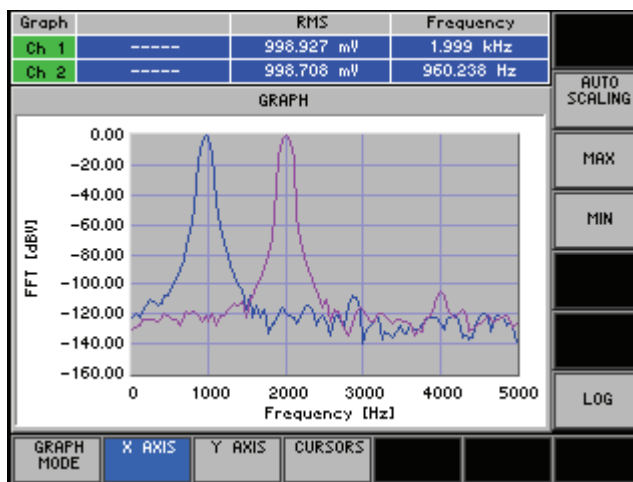 Graph RMS Frequency
Ch 1 ----- 998.927 mV 1.999 kHz
Ch 2 ----- 998.708 mV 960.238 Hz
GRAPH
AUTO SCALING
MAX
MIN
LOG
FFT [dBV]
0.00
-20.00
-40.00
-60.00
-80.00
-100.00
-120.00
-140.00
-160.00
0 1000 2000 3000 4000 5000
Frequency [Hz]
GRAPH MODE X AXIS Y AXIS CURSORS